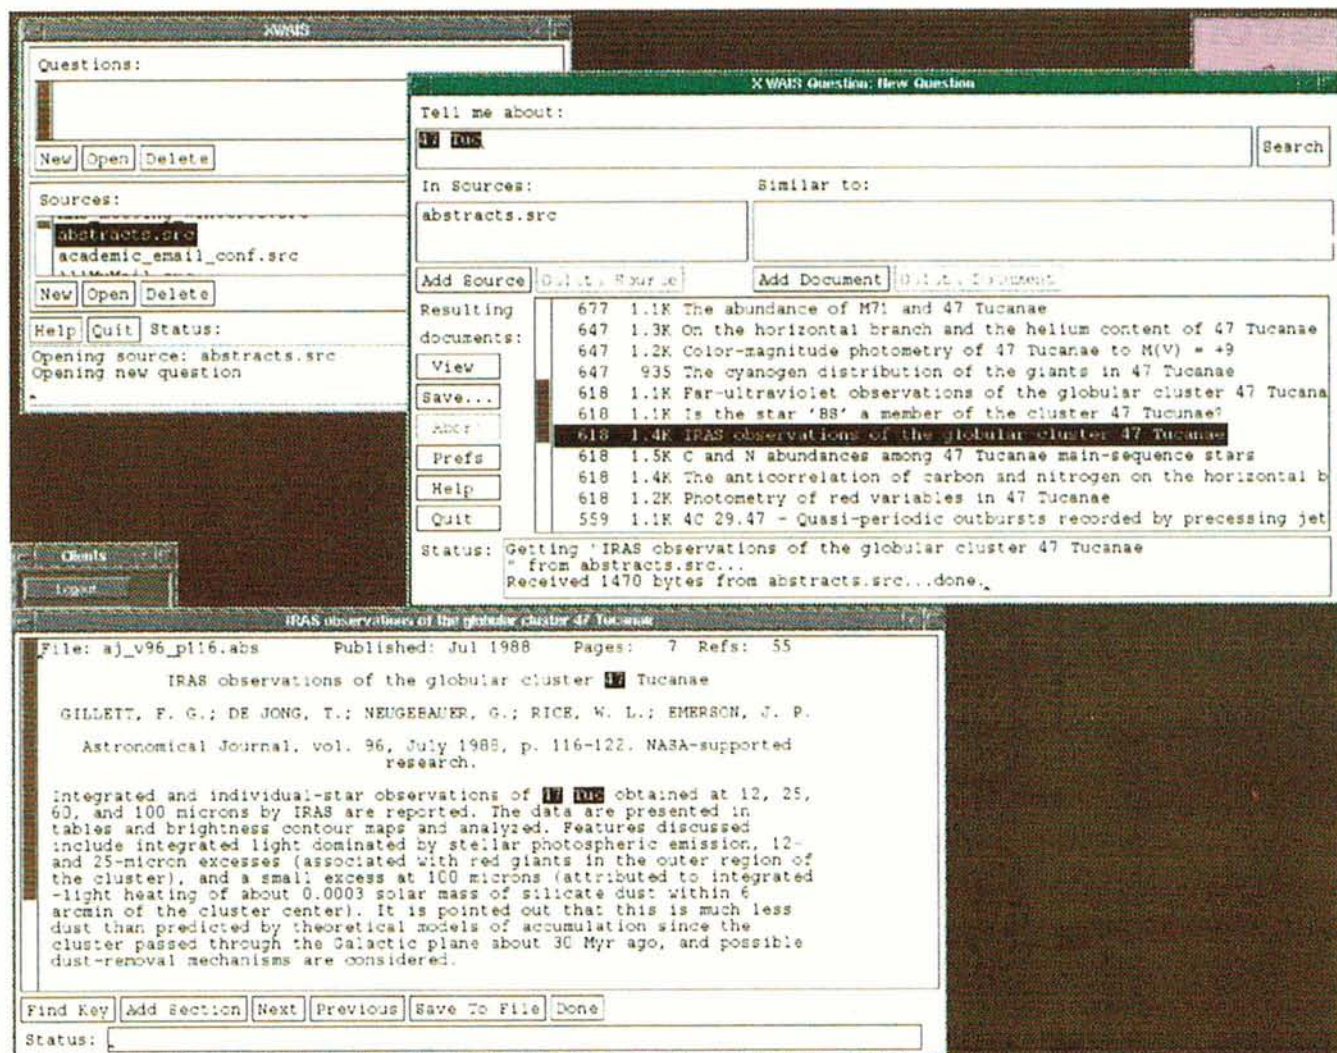 XWAIS
Questions:
New Open Delete
Sources:
abstracts.src
academic_email_conf.src
New Open Delete
Help Quit Status:
Opening source: abstracts.src
Opening new question
X WAIS Question: New Question
Tell me about:
47 Tuc
Search
In Sources: Similar to:
abstracts.src
Add Source Delete Source Add Document Delete Document
Resulting
documents:
View
Save...
Abort
Prefs
Help
Quit
677 1.1K The abundance of M71 and 47 Tucanae
647 1.3K On the horizontal branch and the helium content of 47 Tucanae
647 1.2K Color-magnitude photometry of 47 Tucanae to M(V) = +9
647 935 The cyanogen distribution of the giants in 47 Tucanae
618 1.1K Far-ultraviolet observations of the globular cluster 47 Tucana
618 1.1K Is the star 'BS' a member of the cluster 47 Tucunae?
618 1.4K IRAS observations of the globular cluster 47 Tucanae
618 1.5K C and N abundances among 47 Tucanae main-sequence stars
618 1.4K The anticorrelation of carbon and nitrogen on the horizontal b
618 1.2K Photometry of red variables in 47 Tucanae
559 1.1K 4C 29.47 - Quasi-periodic outbursts recorded by precessing jet
Status: Getting "IRAS observations of the globular cluster 47 Tucanae
" from abstracts.src...
Received 1470 bytes from abstracts.src...done.
Clients
Logout
IRAS observations of the globular cluster 47 Tucanae
File: aj_v96_p116.abs Published: Jul 1988 Pages: 7 Refs: 55
IRAS observations of the globular cluster 47 Tucanae
GILLETT, F. G.; DE JONG, T.; NEUGEBAUER, G.; RICE, W. L.; EMERSON, J. P.
Astronomical Journal, vol. 96, July 1988, p. 116-122. NASA-supported
research.
Integrated and individual-star observations of 47 Tuc obtained at 12, 25,
60, and 100 microns by IRAS are reported. The data are presented in
tables and brightness contour maps and analyzed. Features discussed
include integrated light dominated by stellar photospheric emission, 12-
and 25-micron excesses (associated with red giants in the outer region of
the cluster), and a small excess at 100 microns (attributed to integrated
-light heating of about 0.0003 solar mass of silicate dust within 6
arcmin of the cluster center). It is pointed out that this is much less
dust than predicted by theoretical models of accumulation since the
cluster passed through the Galactic plane about 30 Myr ago, and possible
dust-removal mechanisms are considered.
Find Key Add Section Next Previous Save To File Done
Status: